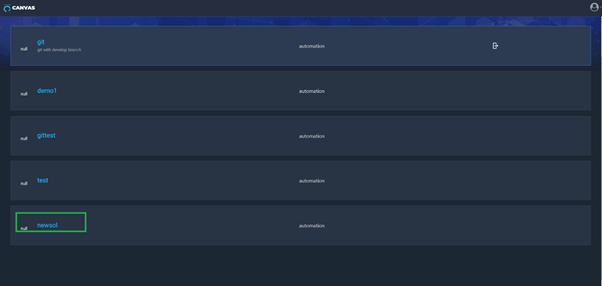 CANVAS
git
git with develop branch
null
automation
demo1
null
automation
gittest
null
automation
test
null
automation
newsol
null
automation